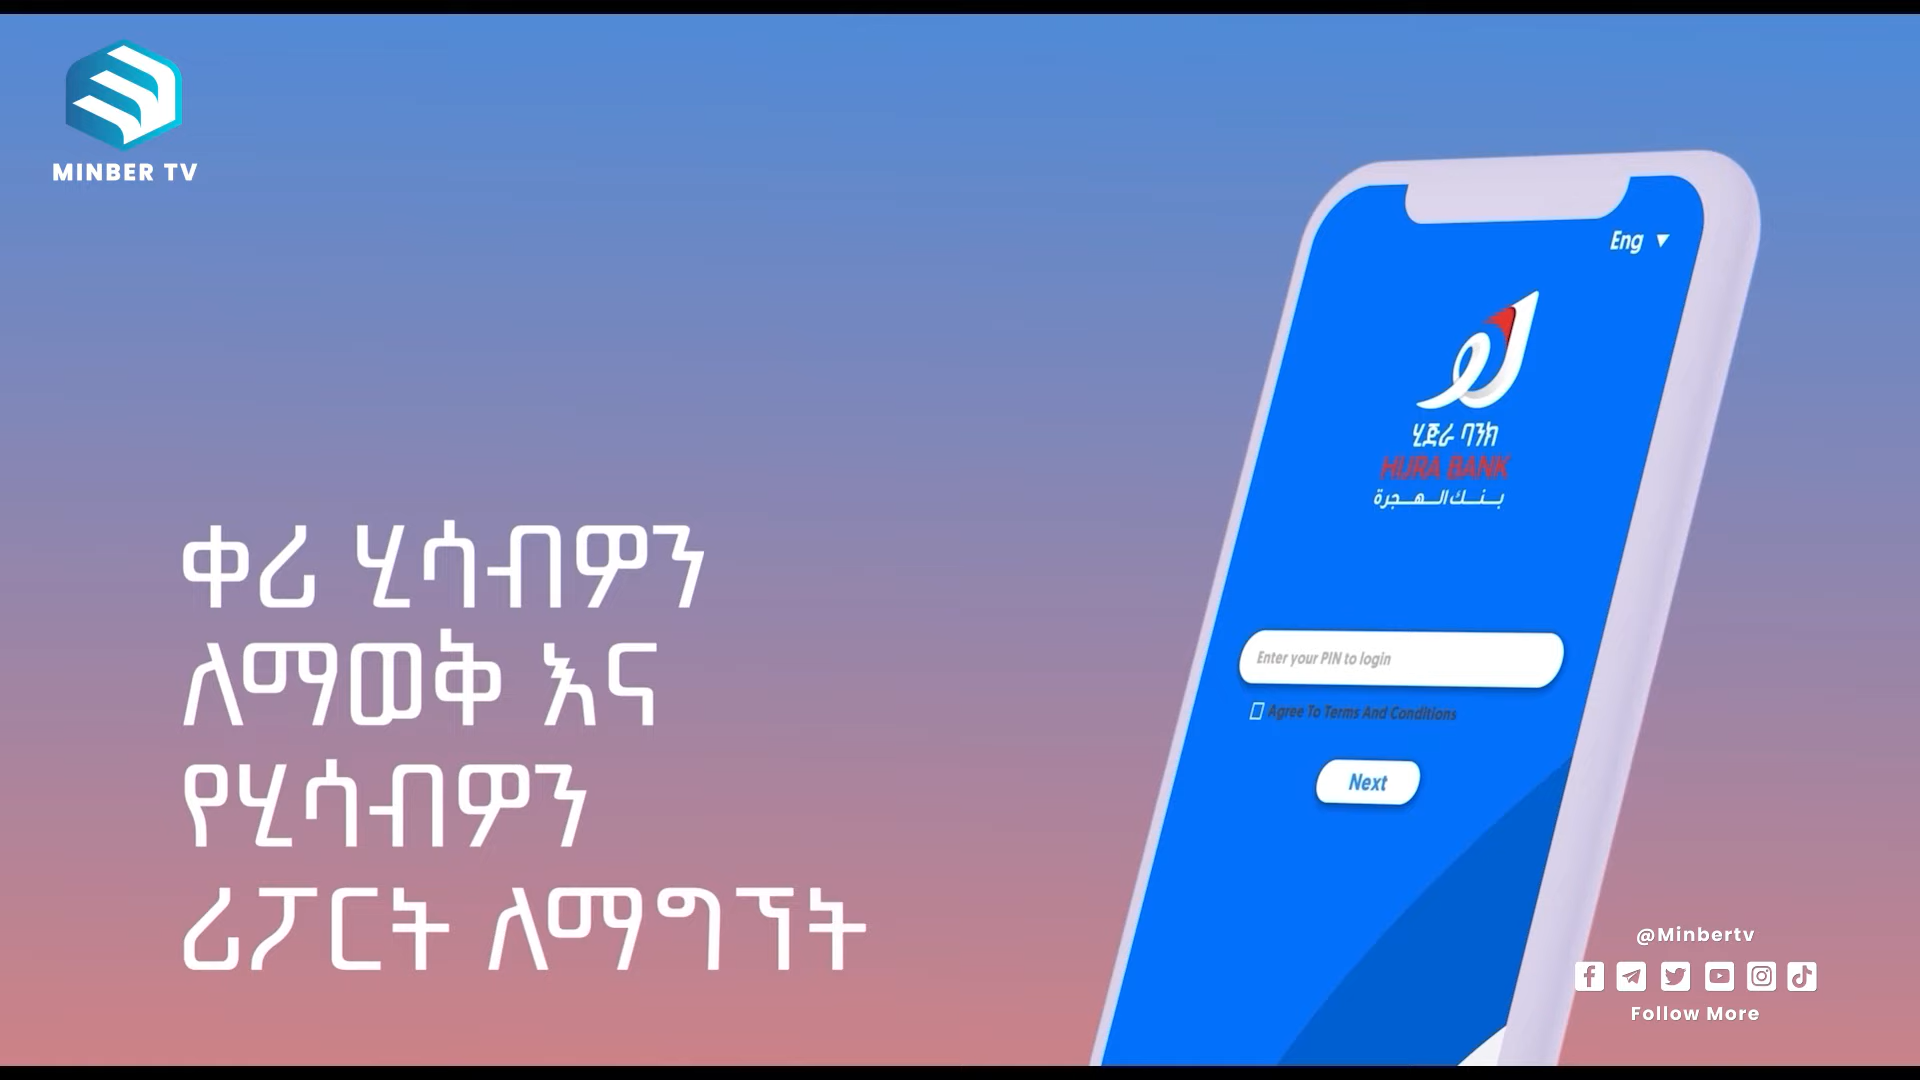 MINBER TV
Eng
ሂጅራ ባንክ
HIJRA BANK
بنك الهجرة
Enter your PIN to login
Agree To Terms And Conditions
Next
ቀሪ ሂሳብዎን
ለማወቅ እና
የሂሳብዎን
ሪፖርት ለማግኘት
@Minbertv
Follow More